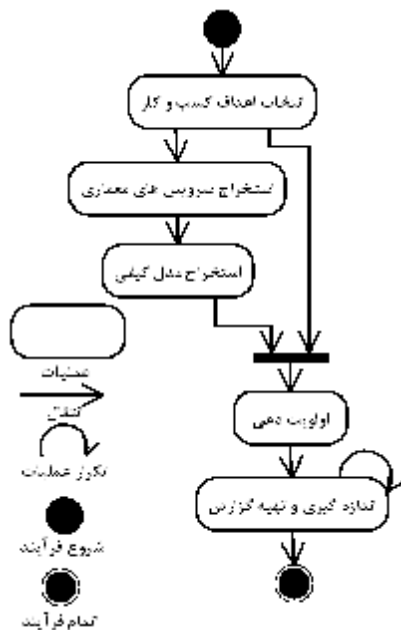 انتخاب اهداف کسب و کار
استخراج سرویس های معماری
استخراج مدل کیفی
عملیات
انتقال
اولویت دهی
تکرار عملیات
اندازه گیری و تهیه گزارش
شروع فرآیند
تمام فرآیند